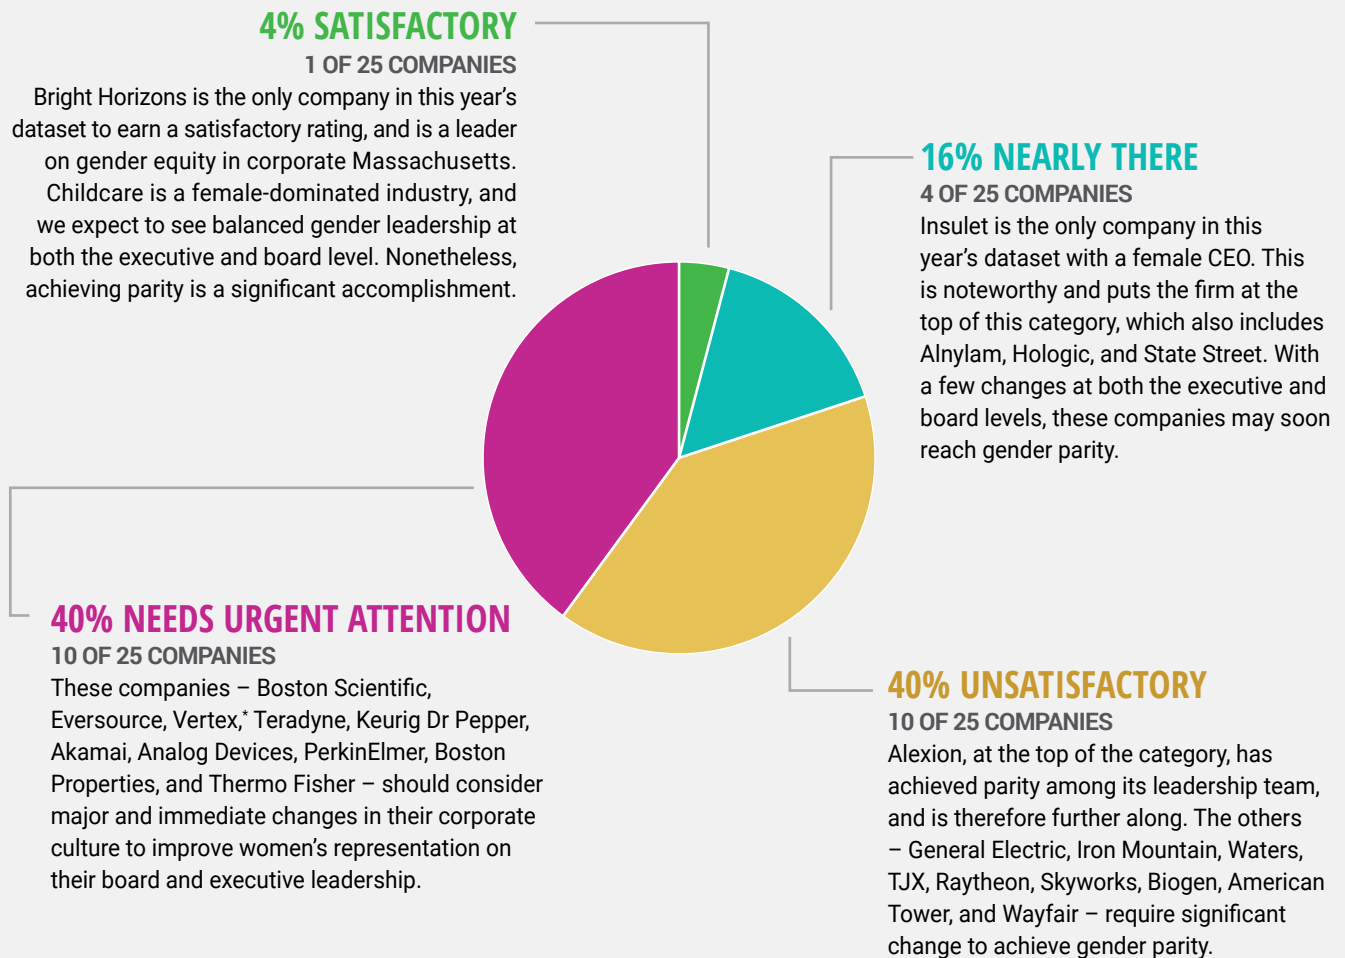 4% SATISFACTORY
1 OF 25 COMPANIES
Bright Horizons is the only company in this year's
dataset to earn a satisfactory rating, and is a leader
on gender equity in corporate Massachusetts.
Childcare is a female-dominated industry, and
we expect to see balanced gender leadership at
both the executive and board level. Nonetheless,
achieving parity is a significant accomplishment.
16% NEARLY THERE
4 OF 25 COMPANIES
Insulet is the only company in this
year's dataset with a female CEO. This
is noteworthy and puts the firm at the
top of this category, which also includes
Alnylam, Hologic, and State Street. With
a few changes at both the executive and
board levels, these companies may soon
reach gender parity.
40% NEEDS URGENT ATTENTION
10 OF 25 COMPANIES
These companies – Boston Scientific,
Eversource, Vertex,* Teradyne, Keurig Dr Pepper,
Akamai, Analog Devices, PerkinElmer, Boston
Properties, and Thermo Fisher – should consider
major and immediate changes in their corporate
culture to improve women's representation on
their board and executive leadership.
40% UNSATISFACTORY
10 OF 25 COMPANIES
Alexion, at the top of the category, has
achieved parity among its leadership team,
and is therefore further along. The others
– General Electric, Iron Mountain, Waters,
TJX, Raytheon, Skyworks, Biogen, American
Tower, and Wayfair – require significant
change to achieve gender parity.